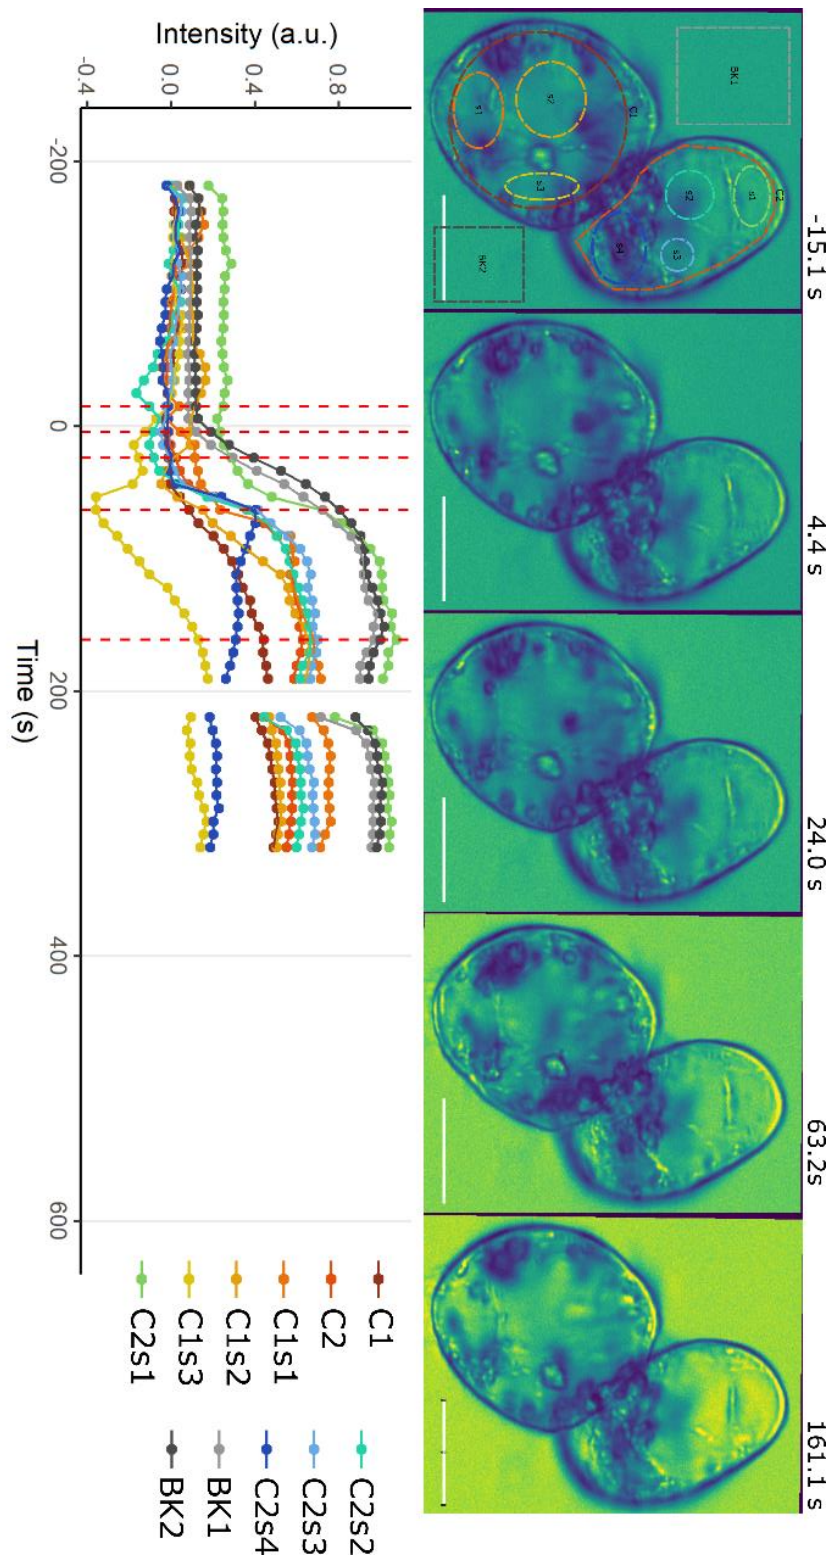 -15.1 s
4.4 s
24.0 s
63.2s
161.1 s
BK1
C1
s1
s2
s3
C2
s1
s2
s3
s4
BK2
Intensity (a.u.)
0.8
0.4
0.0
-0.4
-200
0
200
400
600
Time (s)
C1
C2
C1s1
C1s2
C1s3
C2s1
C2s2
C2s3
C2s4
BK1
BK2